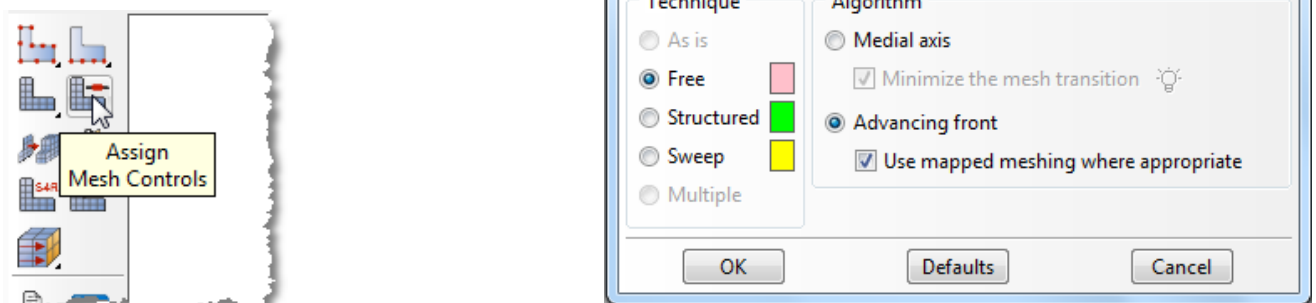 Technique
Algorithm
As is
Medial axis
Minimize the mesh transition
Free
Structured
Advancing front
Assign
Mesh Controls
Sweep
Use mapped meshing where appropriate
S4R
Multiple
OK
Defaults
Cancel